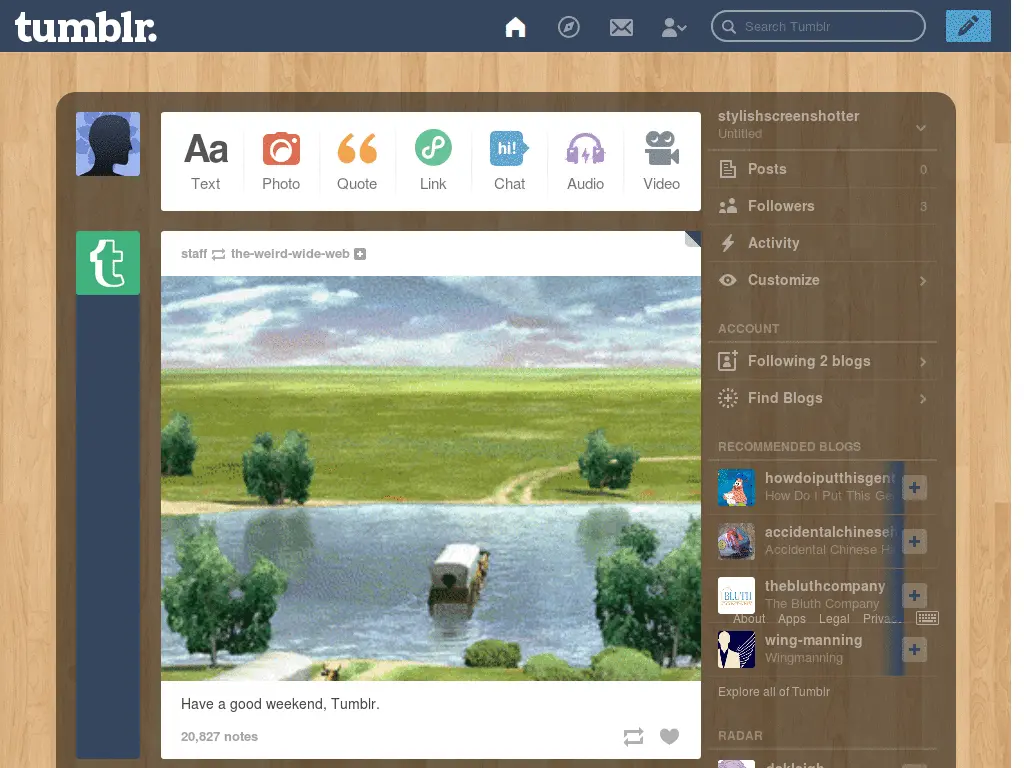 tumblr.
Search Tumblr
Aa
hi!
Text Photo Quote Link Chat Audio Video
staff the-weird-wide-web
Have a good weekend, Tumblr.
20,827 notes
stylishscreenshotter
Untitled
Posts 0
Followers 3
Activity
Customize
ACCOUNT
Following 2 blogs
Find Blogs
RECOMMENDED BLOGS
howdoiputthisgent
How Do I Put This Ge
accidentalchineseh
Accidental Chinese H
BLUTH
thebluthcompany
The Bluth Company
About Apps Legal Privac
wing-manning
Wingmanning
Explore all of Tumblr
RADAR